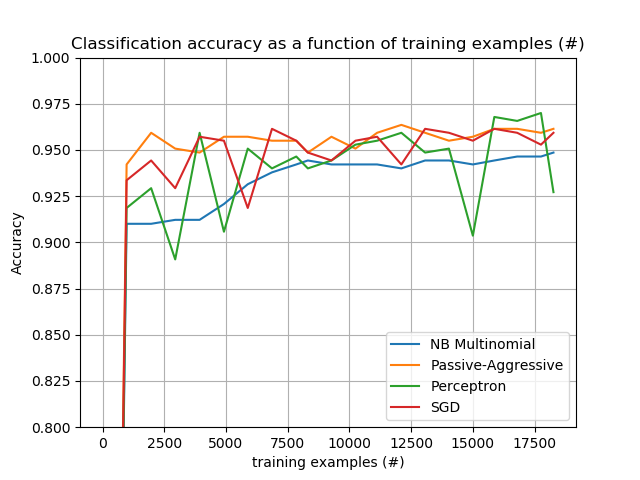 Classification accuracy as a function of training examples (#)
1.000
0.975
0.950
0.925
0.900
0.875
0.850
0.825
0.800
Accuracy
NB Multinomial
Passive-Aggressive
Perceptron
SGD
0 2500 5000 7500 10000 12500 15000 17500
training examples (#)